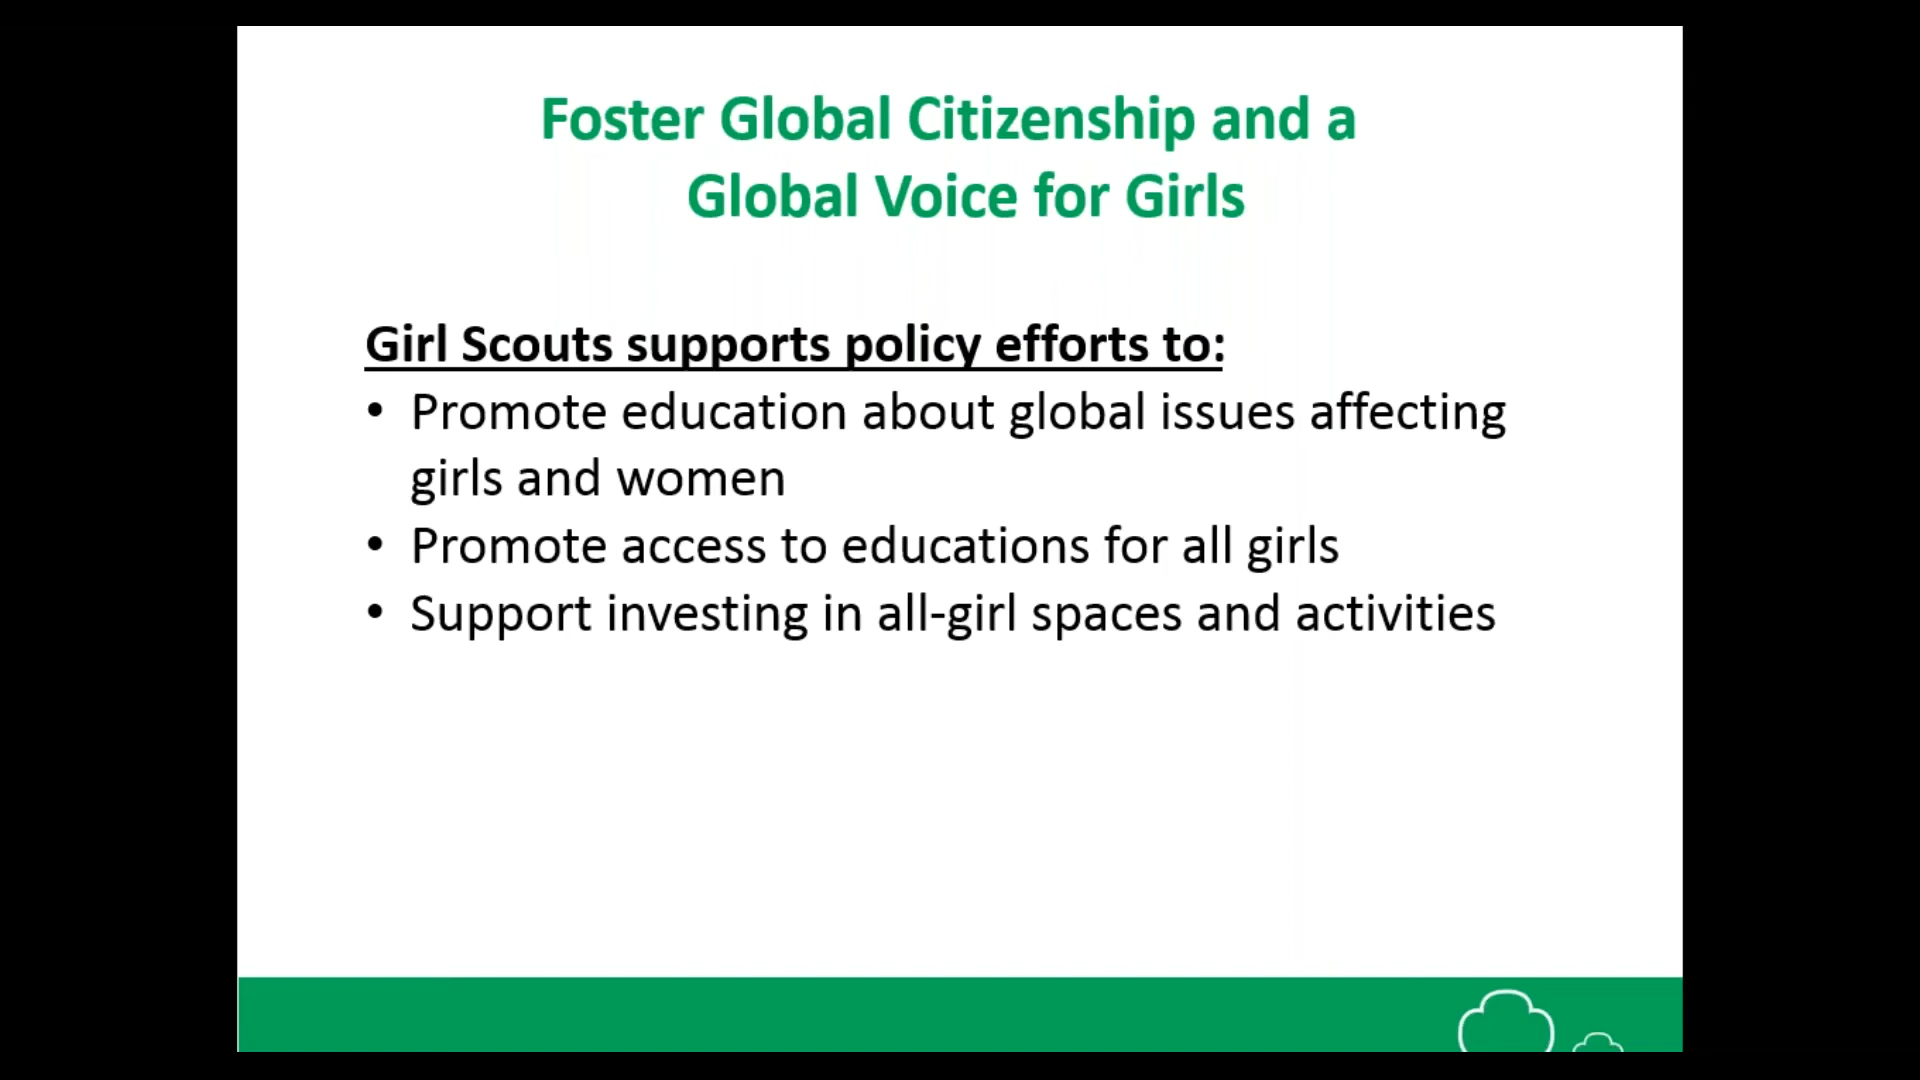 Foster Global Citizenship and a
Global Voice for Girls
Girl Scouts supports policy efforts to:
• Promote education about global issues affecting
girls and women
• Promote access to educations for all girls
• Support investing in all-girl spaces and activities